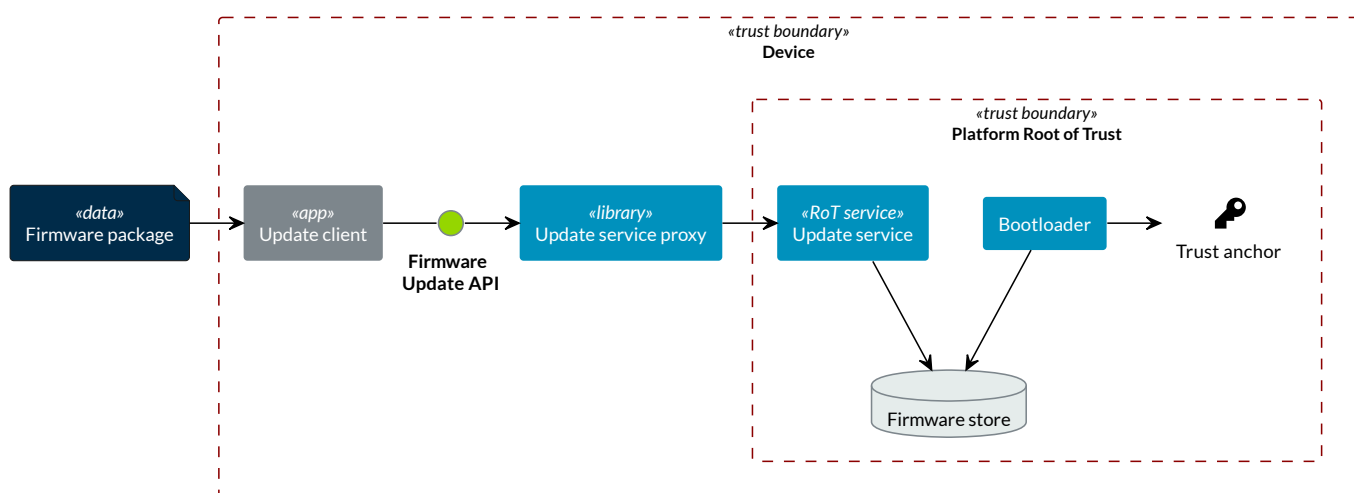 «trust boundary»
Device
«trust boundary»
Platform Root of Trust
«data»
Firmware package
«app»
Update client
Firmware
Update API
«library»
Update service proxy
«RoT service»
Update service
Bootloader
Trust anchor
Firmware store